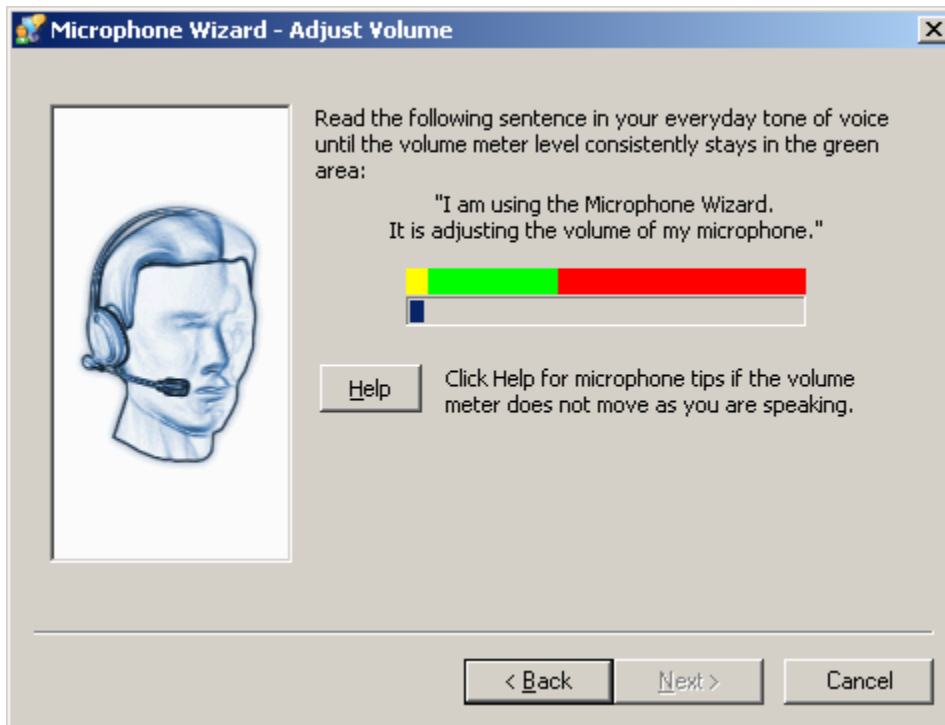 Microphone Wizard - Adjust Volume
Read the following sentence in your everyday tone of voice
until the volume meter level consistently stays in the green
area:
"I am using the Microphone Wizard.
It is adjusting the volume of my microphone."
Help
Click Help for microphone tips if the volume
meter does not move as you are speaking.
< Back
Next >
Cancel